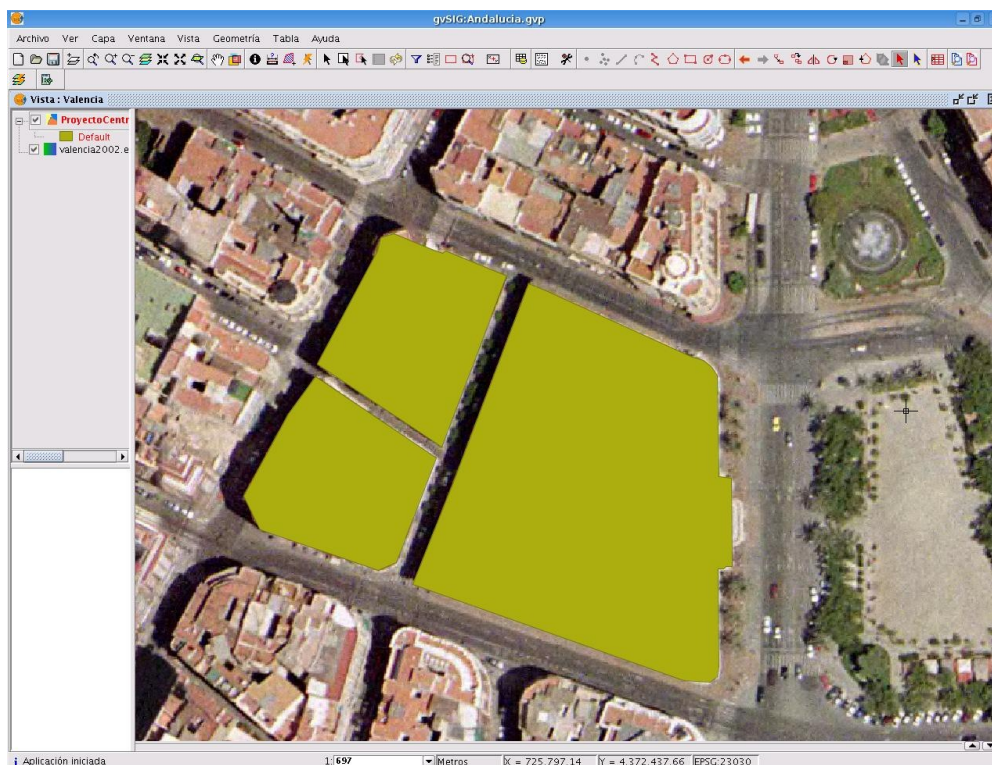 gvSIG:Andalucia.gvp
Archivo Ver Capa Ventana Vista Geometría Tabla Ayuda
Vista : Valencia
ProyectoCentr
Default
valencia2002.e
Aplicación iniciada 1: 697 Metros X = 725.797,14 Y = 4.372.437,66 EPSG:23030